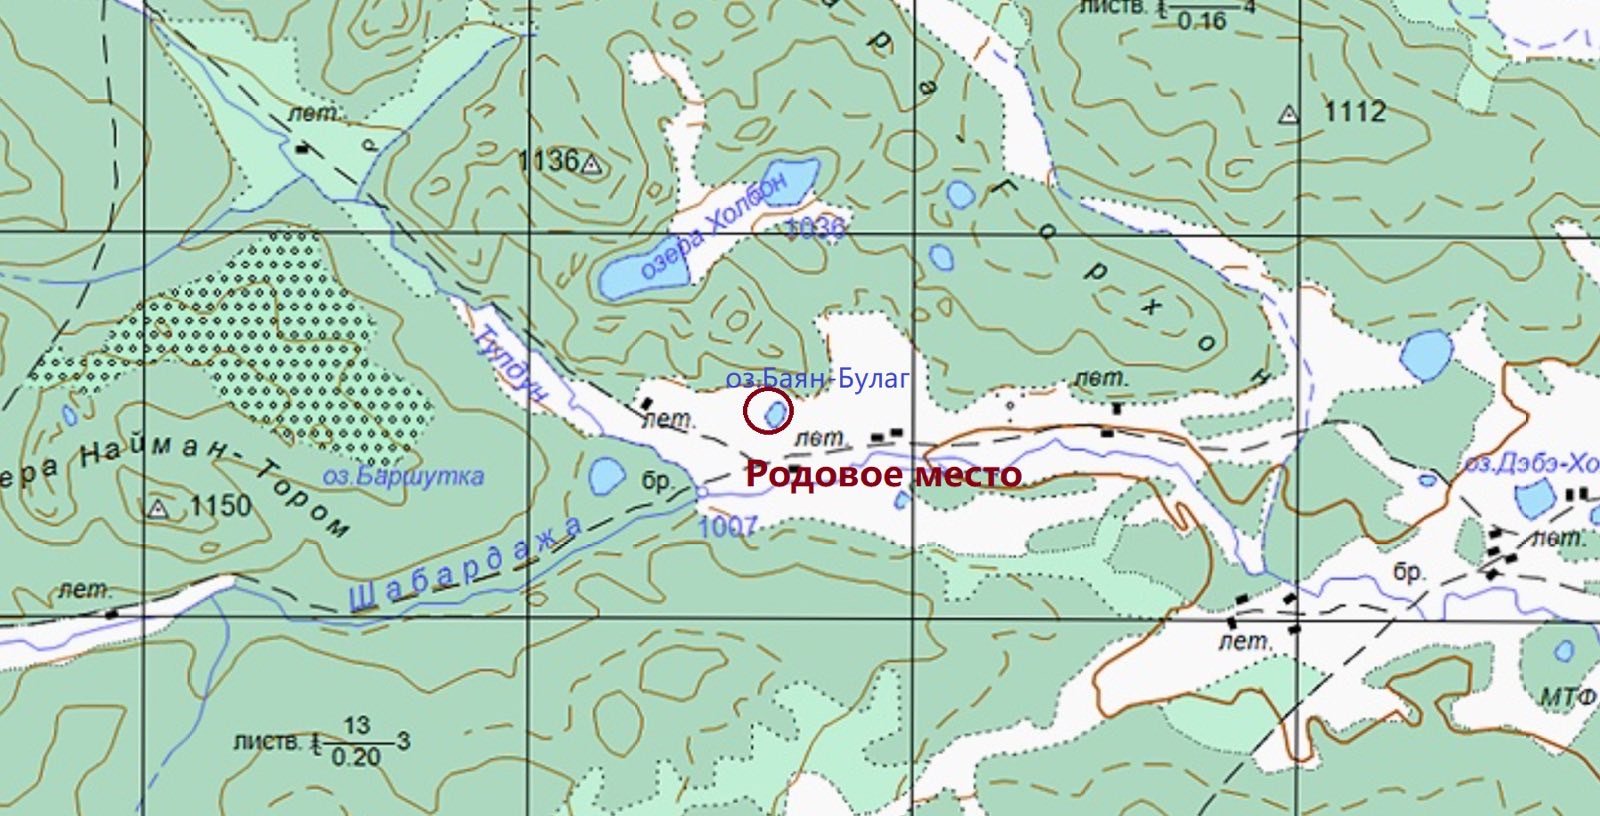 листв. 0.16 4
р
а
лет.
1112
1136
Г
о
р
х
о
н
озера Холбон
1036
Тулдун
оз.Баян-Булаг
лет.
лет.
лет.
Родовое место
ера Найман-Тором
оз.Баршутка
бр.
1150
1007
оз.Дэбэ-Хо
лет.
Шабардажа
бр.
лет.
лет.
МТФ
листв. 13 0.20 3